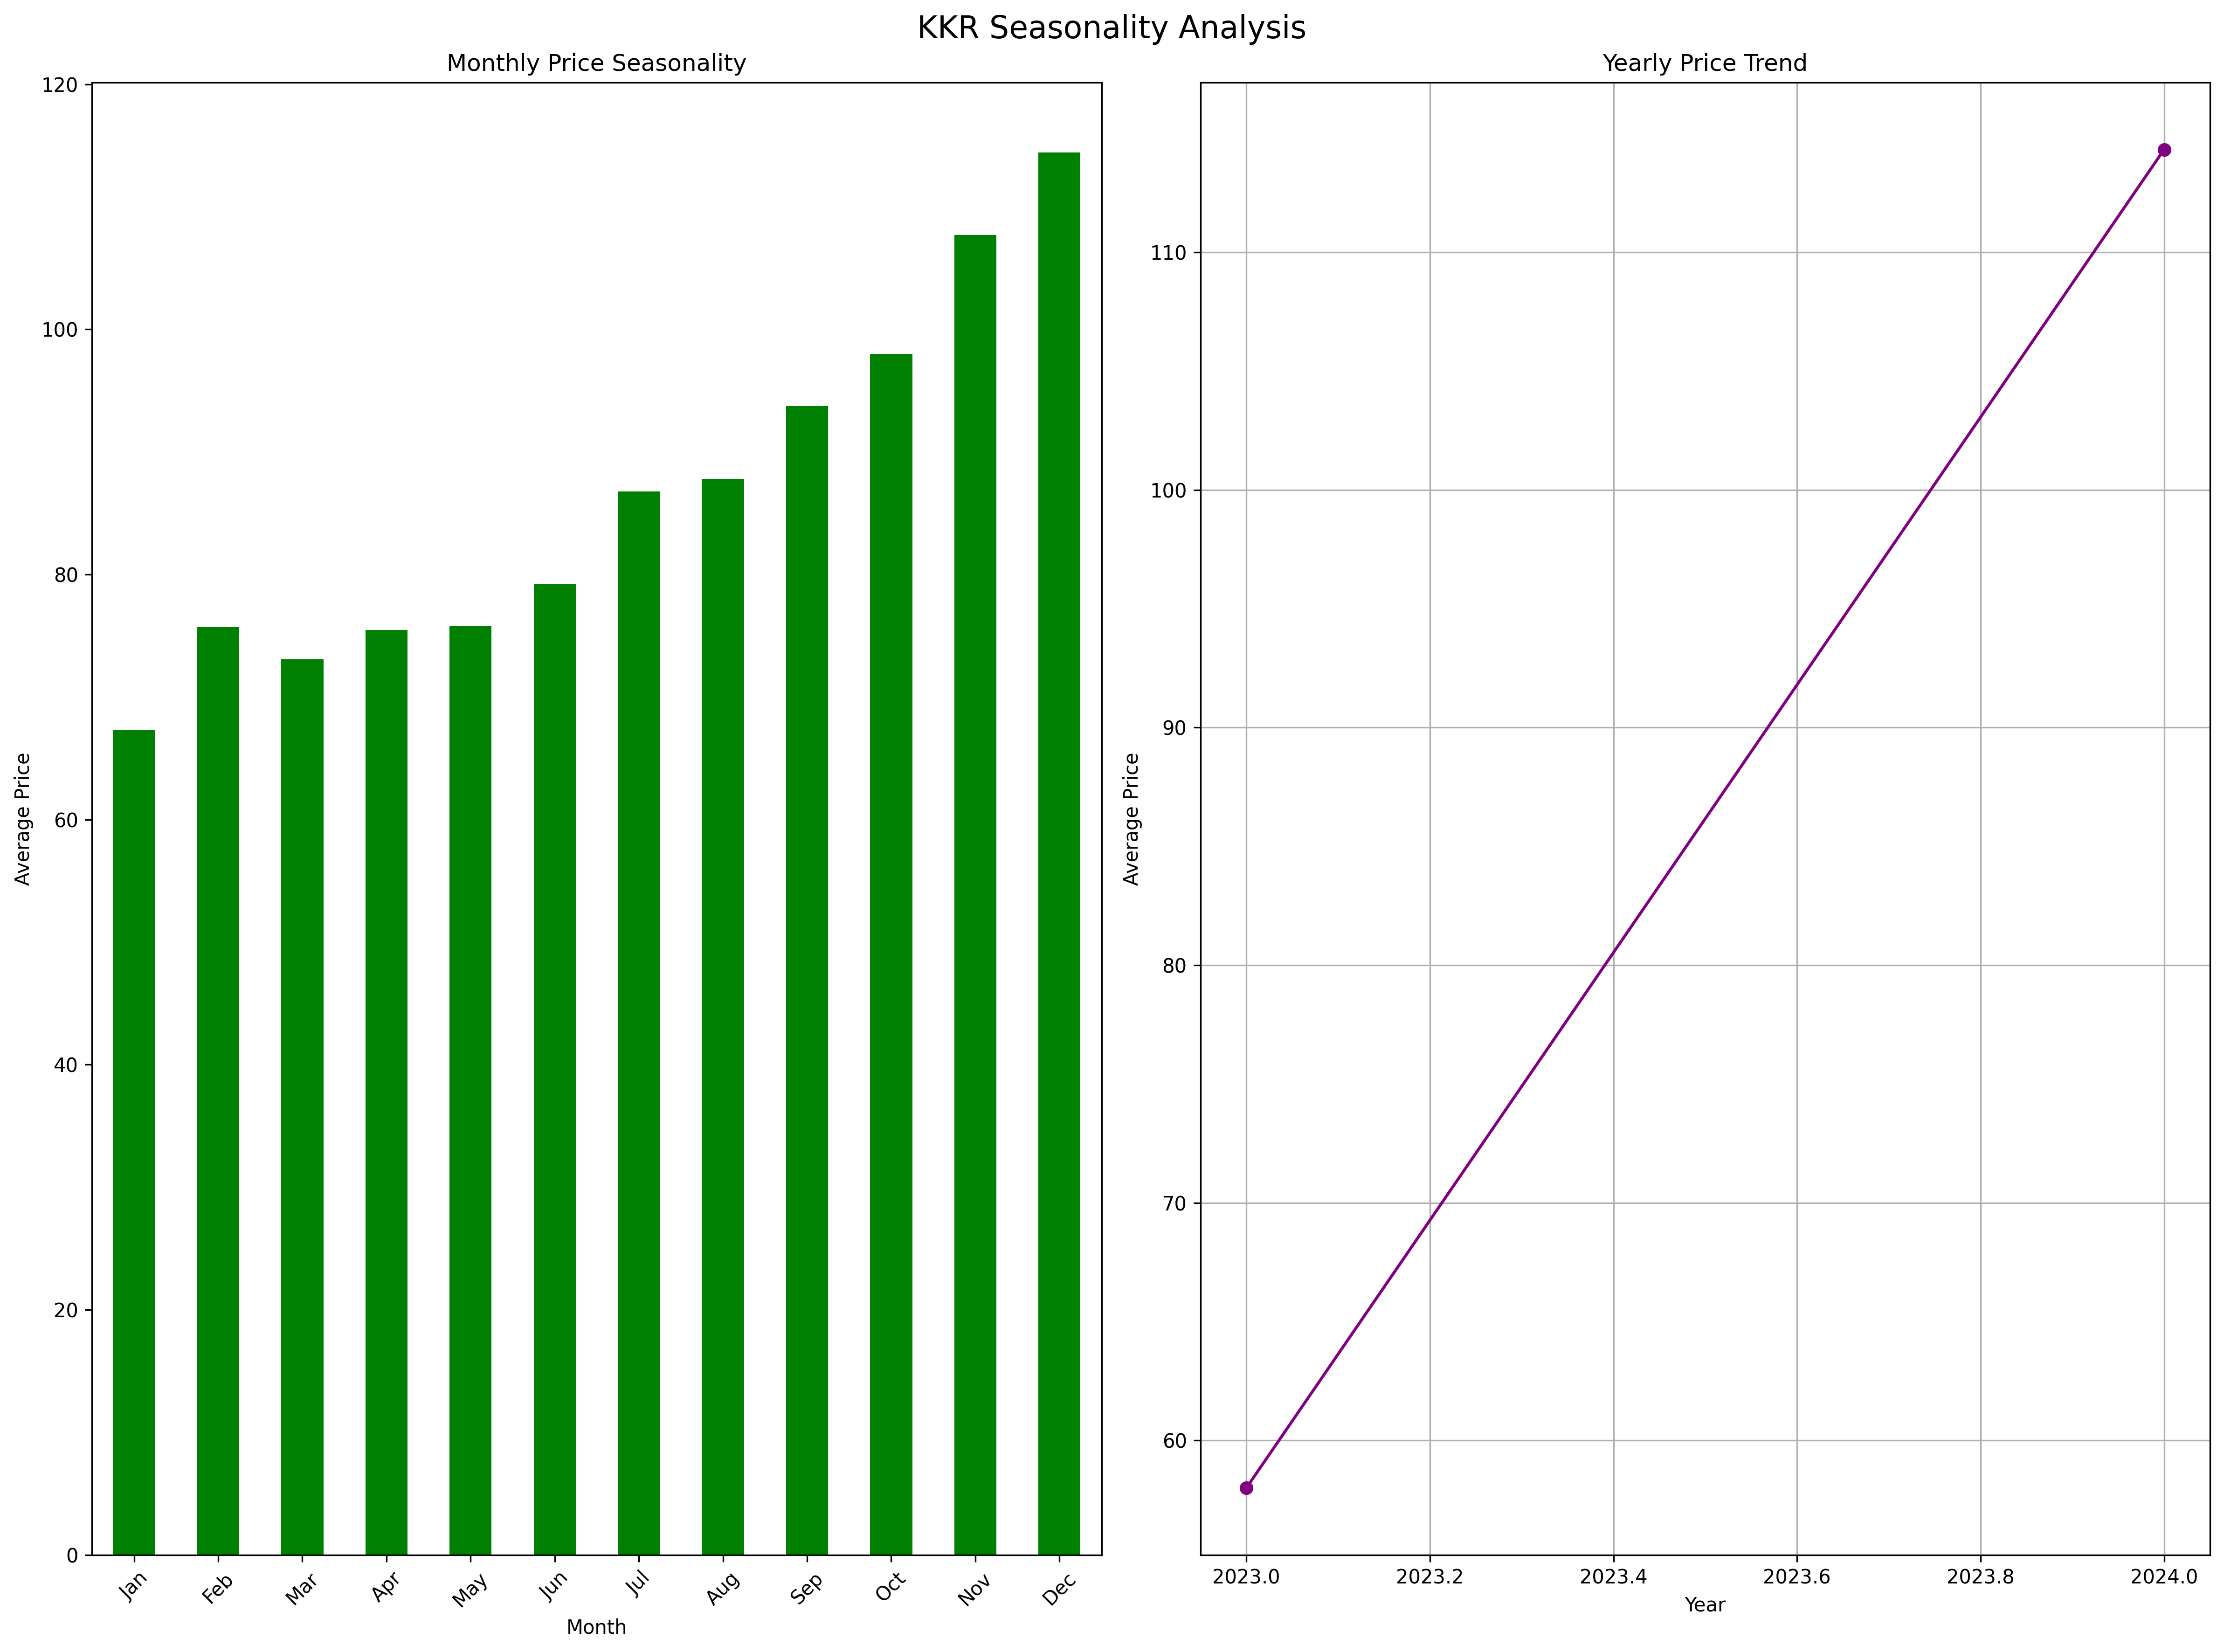 KKR Seasonality Analysis
Monthly Price Seasonality
Average Price
120
100
80
60
40
20
0
Jan Feb Mar Apr May Jun Jul Aug Sep Oct Nov Dec
Month
Yearly Price Trend
Average Price
110
100
90
80
70
60
2023.0 2023.2 2023.4 2023.6 2023.8 2024.0
Year